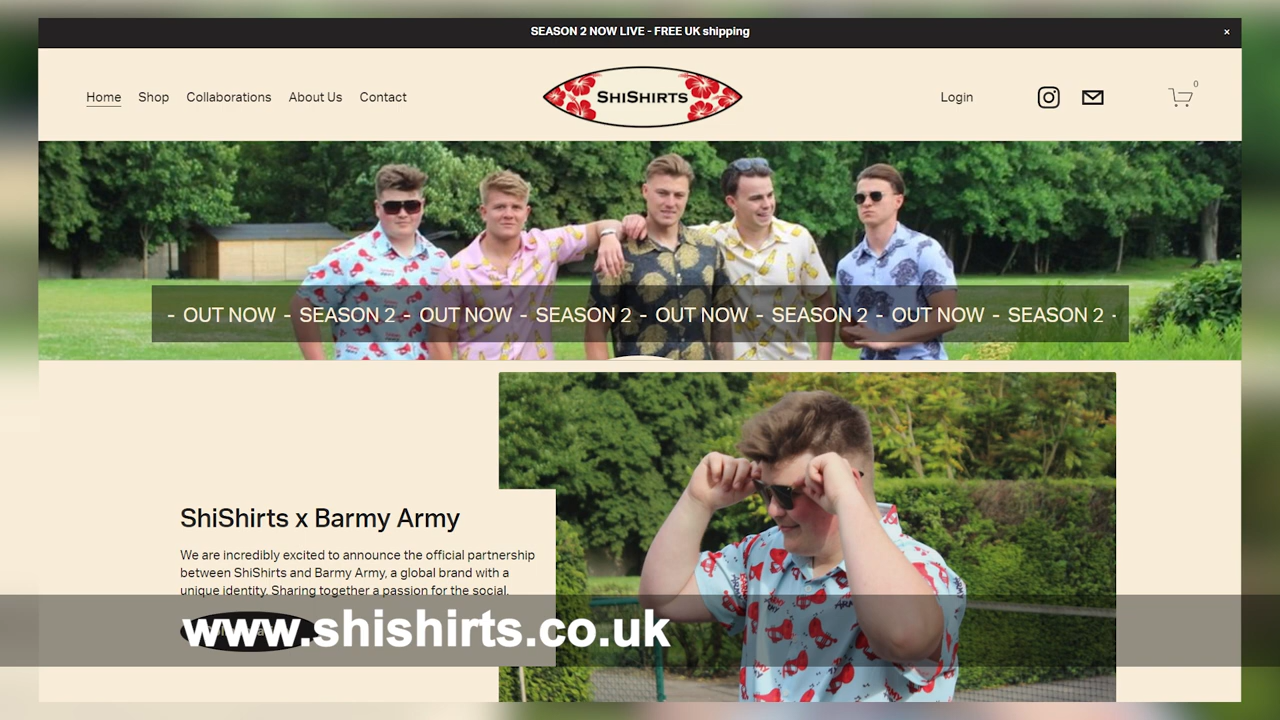 SEASON 2 NOW LIVE - FREE UK shipping
×
Home Shop Collaborations About Us Contact
SHISHIRTS
Login
0
- OUT NOW - SEASON 2 - OUT NOW - SEASON 2 - OUT NOW - SEASON 2 - OUT NOW - SEASON 2 -
ShiShirts x Barmy Army
We are incredibly excited to announce the official partnership
between ShiShirts and Barmy Army, a global brand with a
unique identity. Sharing together a passion for the social,
www.shishirts.co.uk